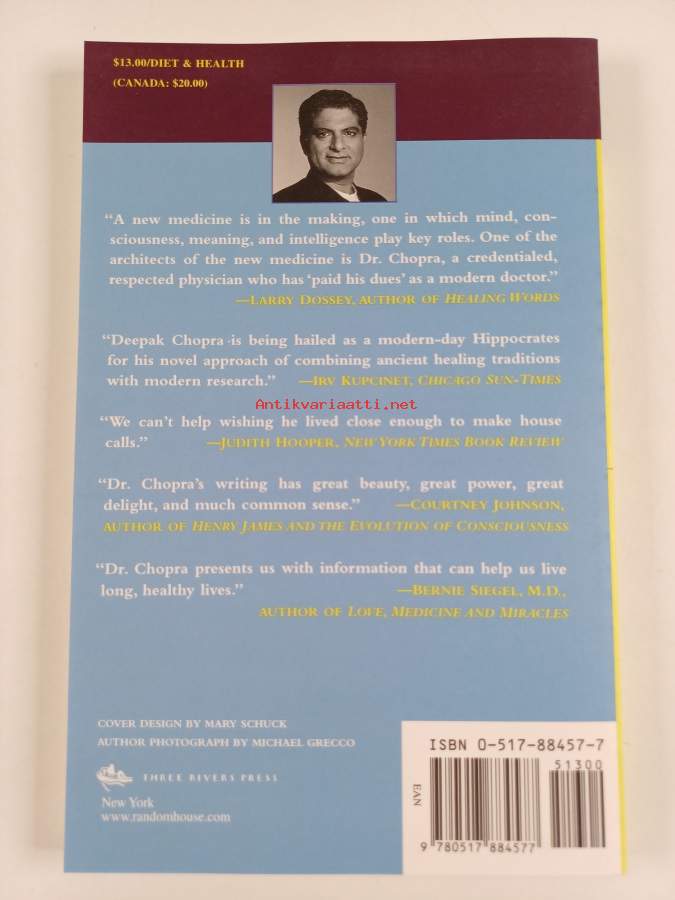 $13.00/DIET & HEALTH
(CANADA: $20.00)
“A new medicine is in the making, one in which mind, con-
sciousness, meaning, and intelligence play key roles. One of the
architects of the new medicine is Dr. Chopra, a credentialed,
respected physician who has ‘paid his dues’ as a modern doctor.”
—LARRY DOSSEY, AUTHOR OF HEALING WORDS
“Deepak Chopra is being hailed as a modern-day Hippocrates
for his novel approach of combining ancient healing traditions
with modern research.” —IRV KUPCINET, CHICAGO SUN-TIMES
Antikvariaatti.net
“We can’t help wishing he lived close enough to make house
calls.” —JUDITH HOOPER, NEW YORK TIMES BOOK REVIEW
“Dr. Chopra’s writing has great beauty, great power, great
delight, and much common sense.” —COURTNEY JOHNSON,
AUTHOR OF HENRY JAMES AND THE EVOLUTION OF CONSCIOUSNESS
“Dr. Chopra presents us with information that can help us live
long, healthy lives.” —BERNIE SIEGEL, M.D.,
AUTHOR OF LOVE, MEDICINE AND MIRACLES
COVER DESIGN BY MARY SCHUCK
AUTHOR PHOTOGRAPH BY MICHAEL GRECCO
THREE RIVERS PRESS
New York
www.randomhouse.com
ISBN 0-517-88457-7
51300
EAN
9 780517 884577